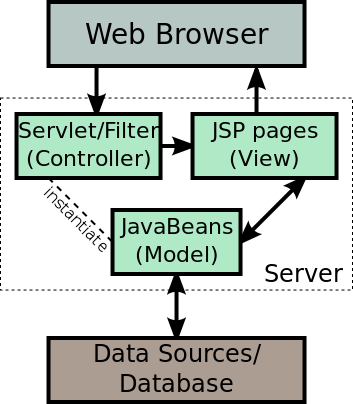 Web Browser
Servlet/Filter
(Controller)
JSP pages
(View)
instantiate
JavaBeans
(Model)
Server
Data Sources/
Database